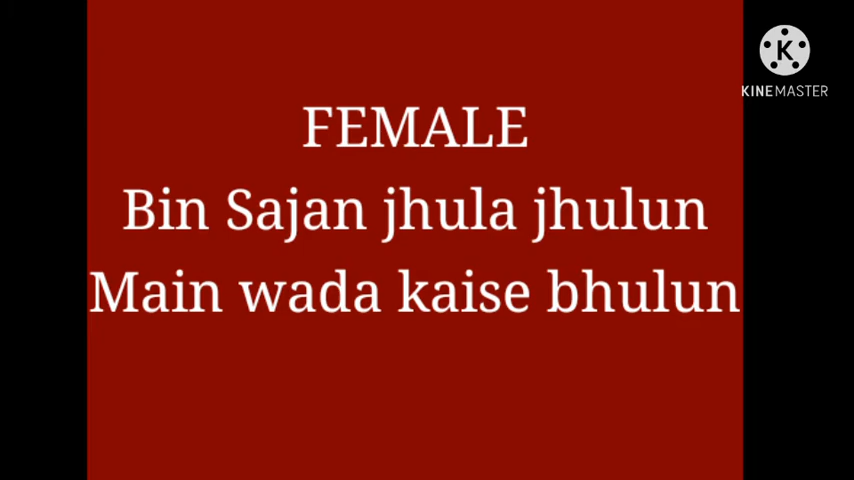 FEMALE
Bin Sajan jhula jhulun
Main wada kaise bhulun
K
KINEMASTER